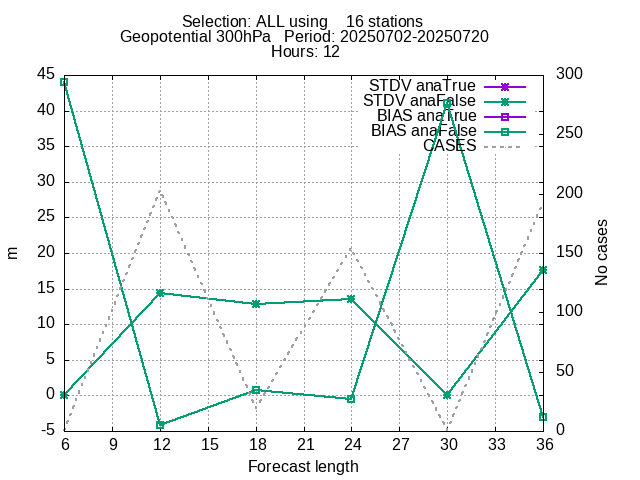 Selection: ALL using    16 stations
Geopotential 300hPa   Period: 20250702-20250720
Hours: 12
STDV anaTrue
STDV anaFalse
BIAS anaTrue
BIAS anaFalse
CASES
45
40
35
30
25
20
15
10
5
0
-5
300
250
200
150
100
50
0
m
No cases
6 9 12 15 18 21 24 27 30 33 36
Forecast length